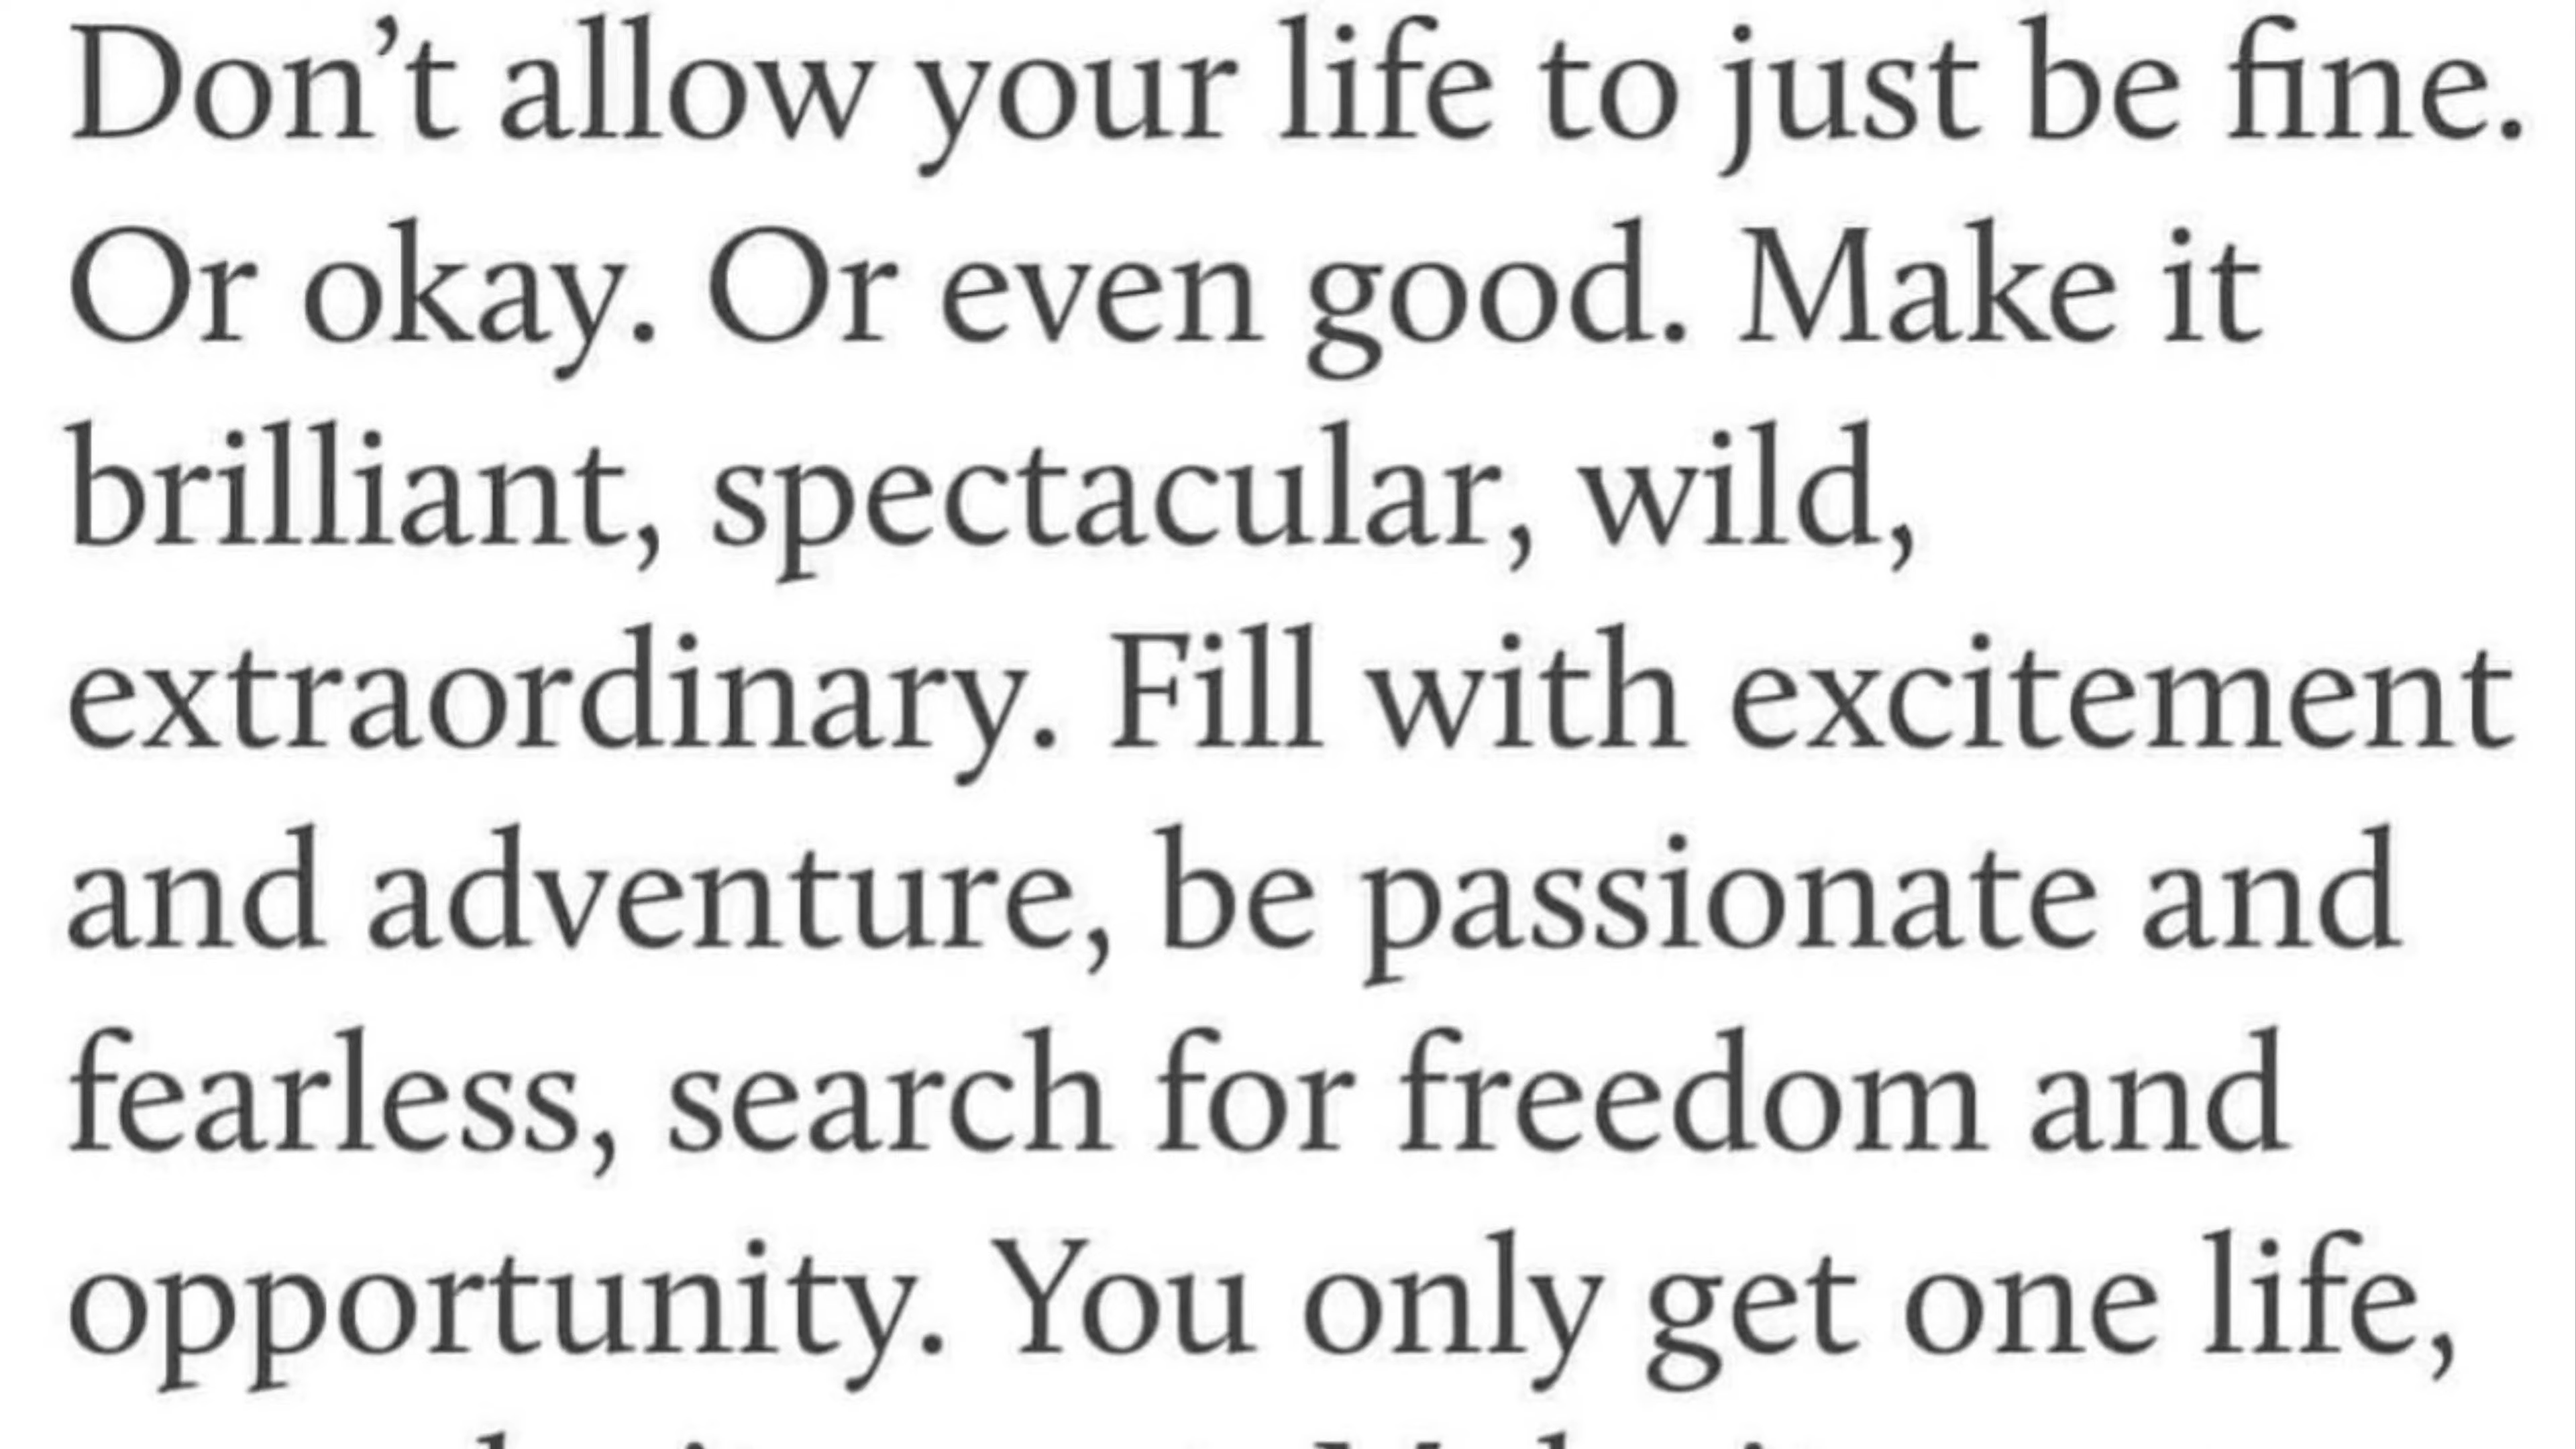 Don’t allow your life to just be fine.
Or okay. Or even good. Make it
brilliant, spectacular, wild,
extraordinary. Fill with excitement
and adventure, be passionate and
fearless, search for freedom and
opportunity. You only get one life,